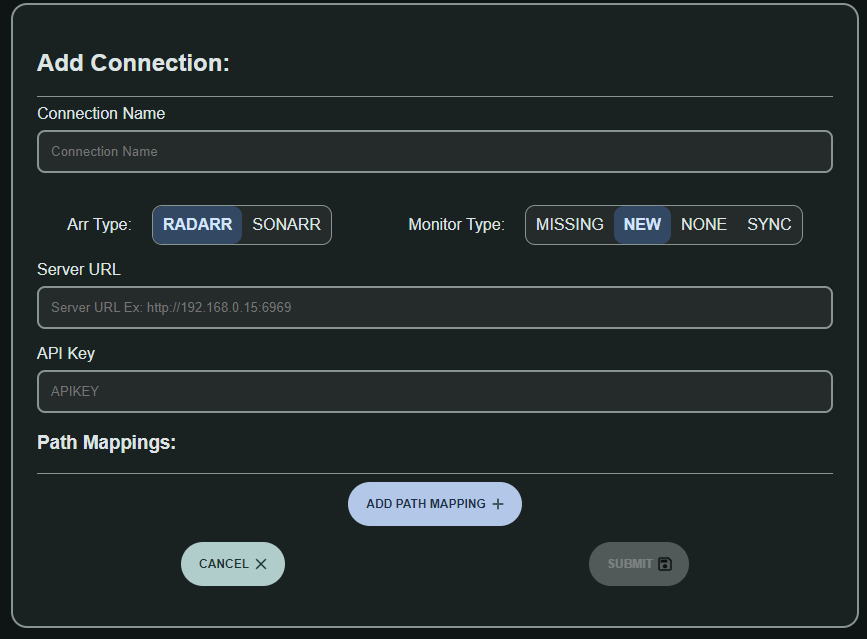 Add Connection:
Connection Name
Connection Name
Arr Type: RADARR SONARR Monitor Type: MISSING NEW NONE SYNC
Server URL
Server URL Ex: http://192.168.0.15:6969
API Key
APIKEY
Path Mappings:
ADD PATH MAPPING +
CANCEL SUBMIT